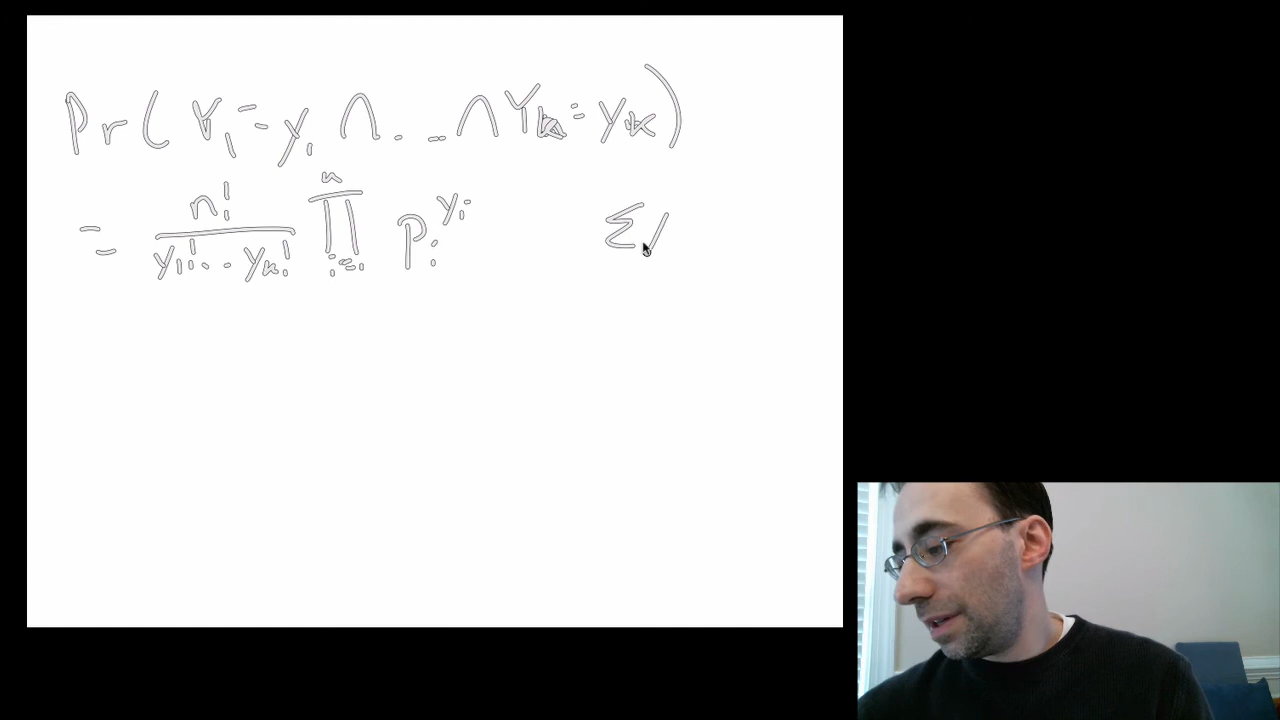 Pr( Y₁ = y₁ ∩ . . . ∩ Yₖ = yₖ )
= n! / y₁! . . . yₖ! ∏ᵢ₌₁ⁿ pᵢ^yᵢ Σ